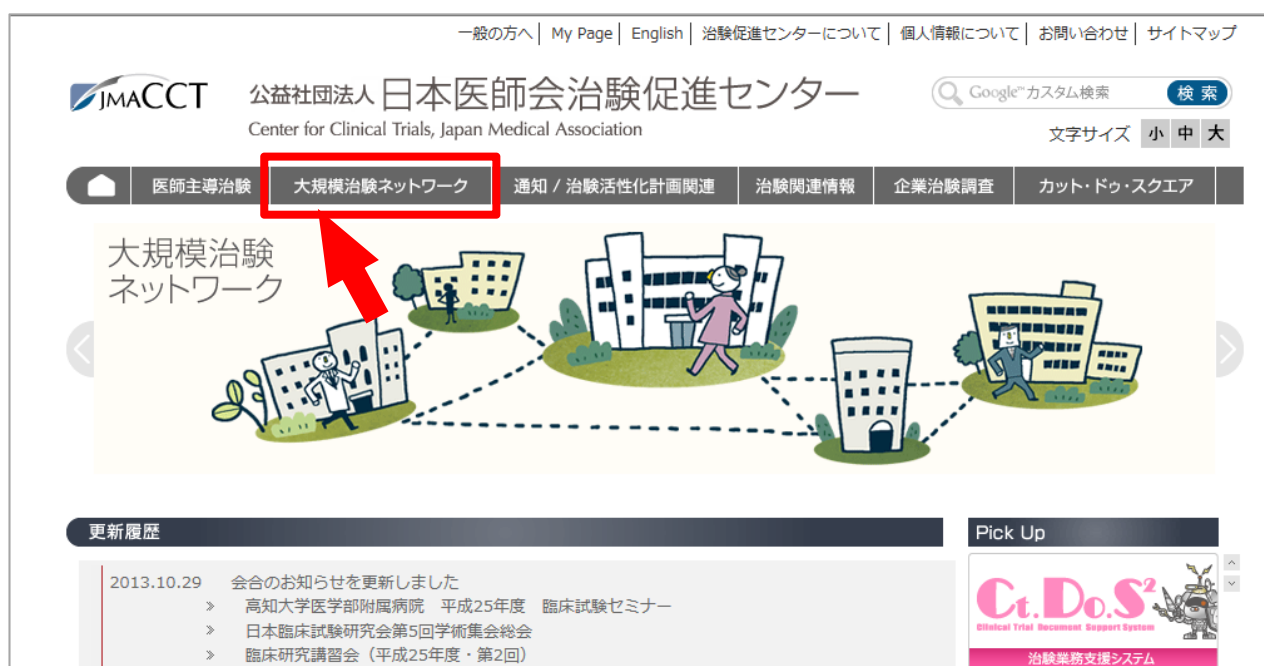 一般の方へ | My Page | English | 治験促進センターについて | 個人情報について | お問い合わせ | サイトマップ
JMACCT
公益社団法人 日本医師会治験促進センター
Center for Clinical Trials, Japan Medical Association
Google™ カスタム検索 検索
文字サイズ 小 中 大
医師主導治験 大規模治験ネットワーク 通知 / 治験活性化計画関連 治験関連情報 企業治験調査 カット・ドゥ・スクエア
大規模治験
ネットワーク
更新履歴
Pick Up
2013.10.29 会合のお知らせを更新しました
» 高知大学医学部附属病院 平成25年度 臨床試験セミナー
» 日本臨床試験研究会第5回学術集会総会
» 臨床研究講習会（平成25年度・第2回）
Ct.Do.S2
Clinical Trial Document Support System
治験業務支援システム